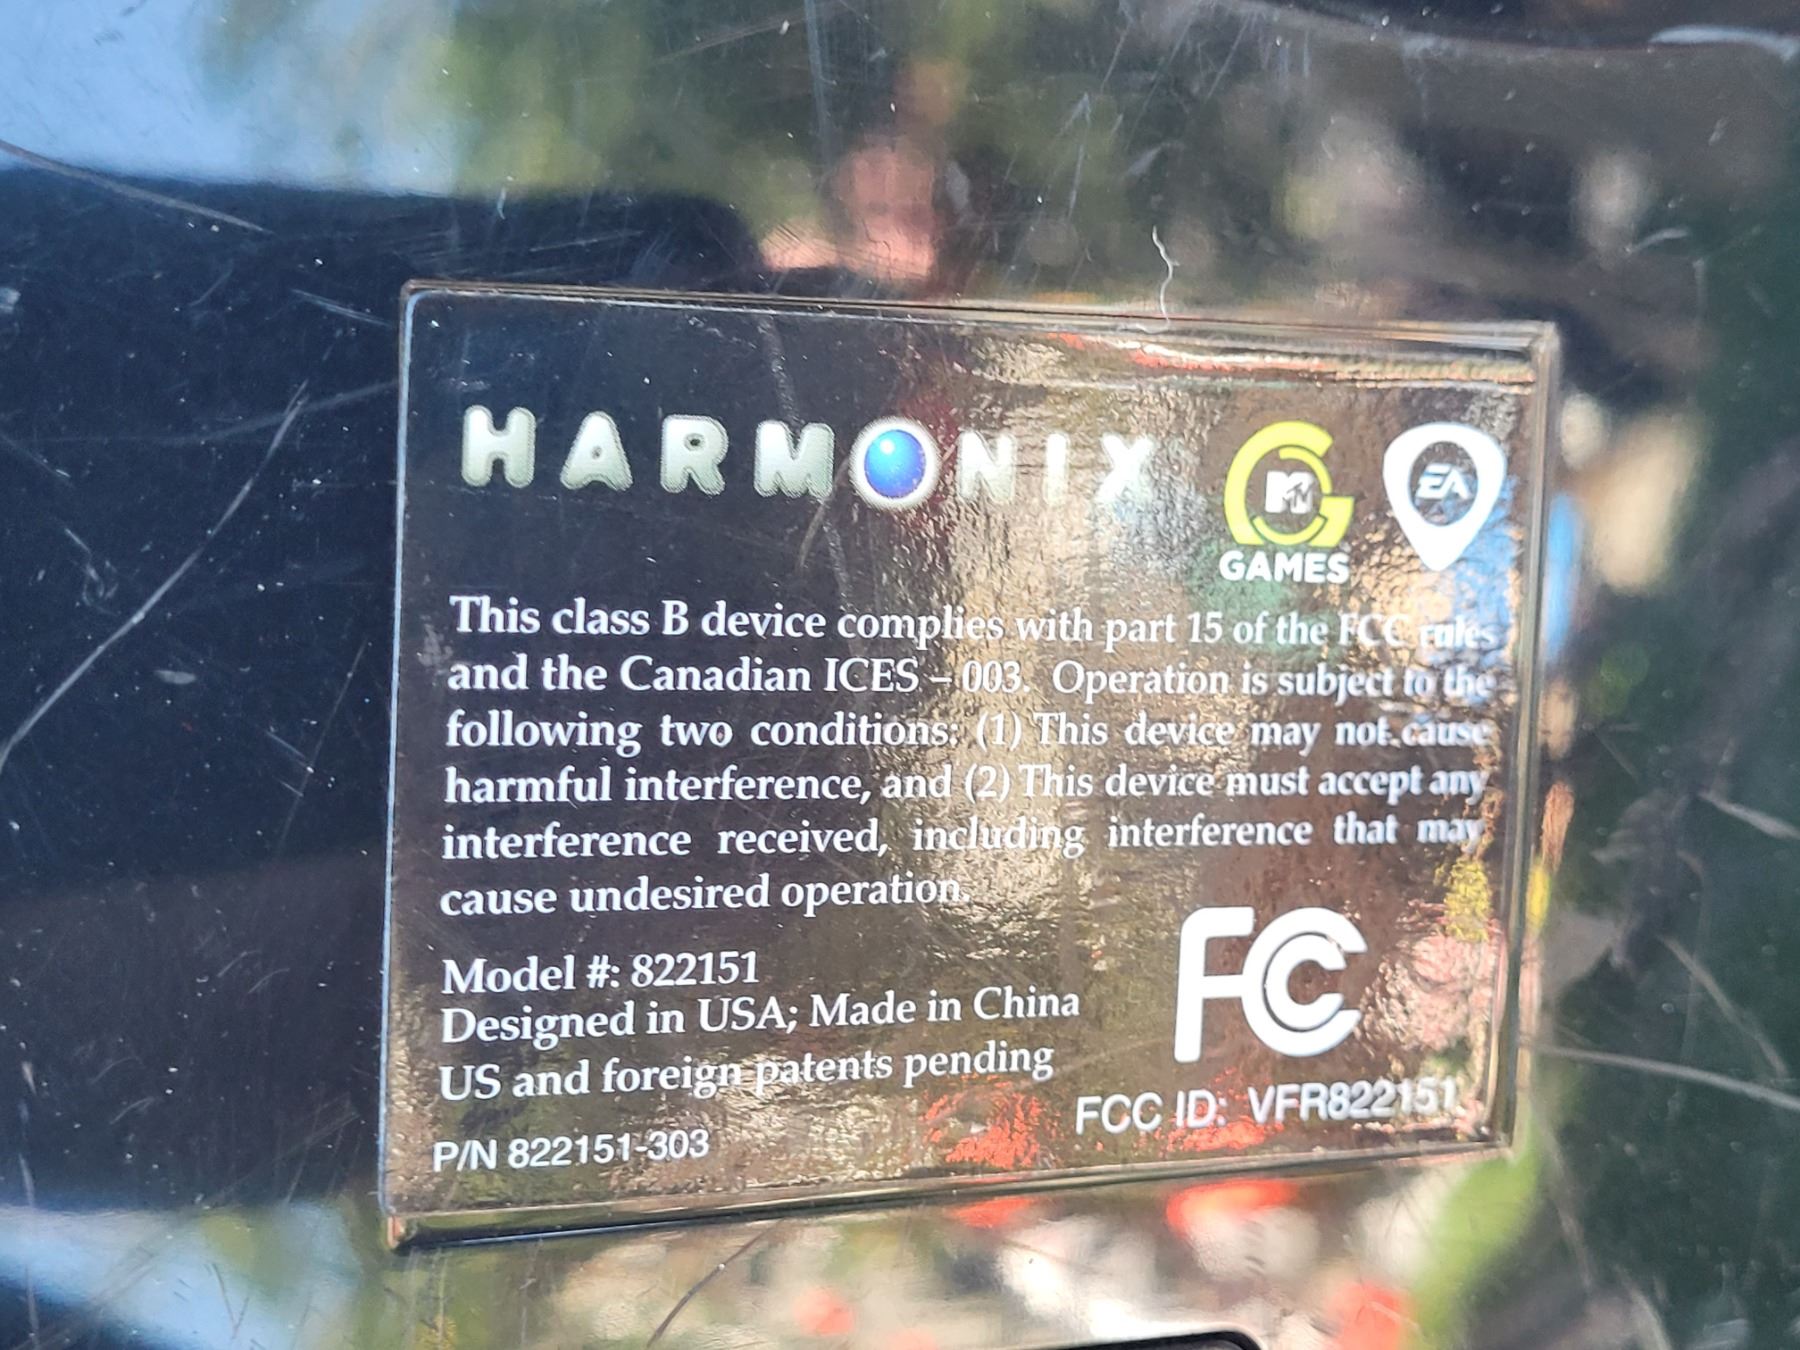 HARMONIX
MTV
GAMES
EA
This class B device complies with part 15 of the FCC rules
and the Canadian ICES – 003. Operation is subject to the
following two conditions: (1) This device may not cause
harmful interference, and (2) This device must accept any
interference received, including interference that may
cause undesired operation.
Model #: 822151
Designed in USA; Made in China
US and foreign patents pending
P/N 822151-303
FC
FCC ID: VFR822151